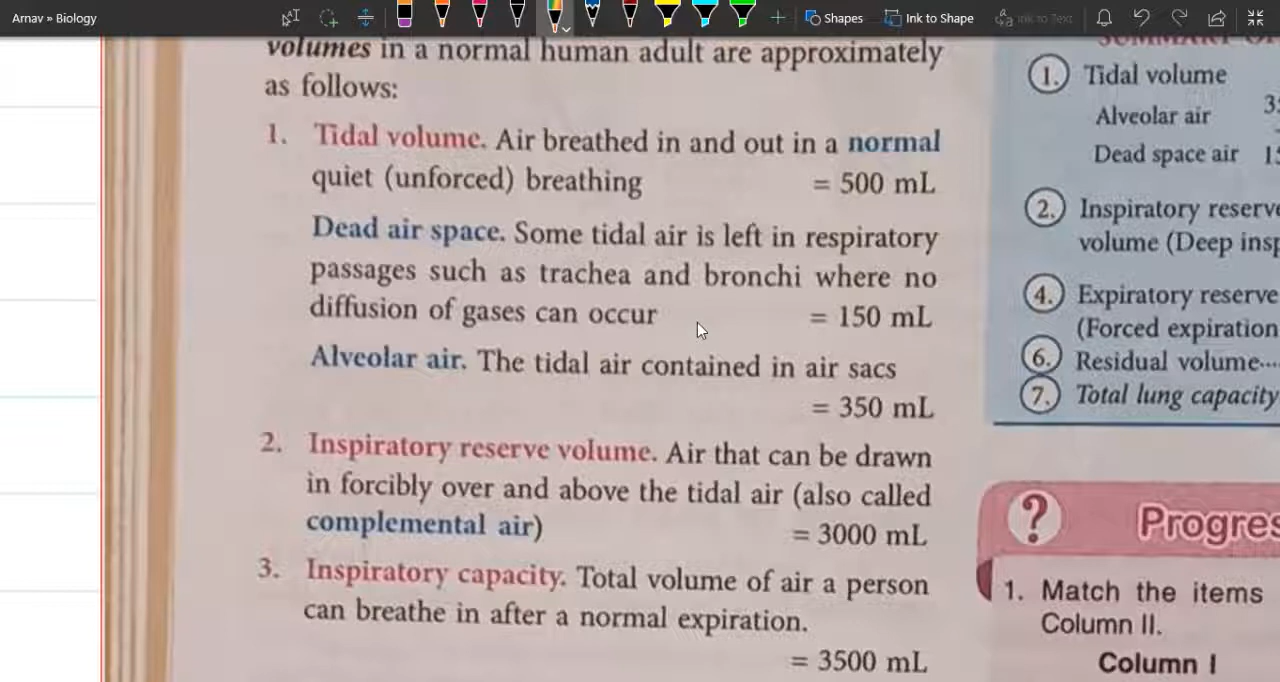 Arnav » Biology
Shapes
Ink to Shape
Ink to Text
volumes in a normal human adult are approximately
as follows:
1. Tidal volume. Air breathed in and out in a normal
quiet (unforced) breathing = 500 mL
Dead air space. Some tidal air is left in respiratory
passages such as trachea and bronchi where no
diffusion of gases can occur = 150 mL
Alveolar air. The tidal air contained in air sacs
= 350 mL
2. Inspiratory reserve volume. Air that can be drawn
in forcibly over and above the tidal air (also called
complemental air) = 3000 mL
3. Inspiratory capacity. Total volume of air a person
can breathe in after a normal expiration.
= 3500 mL
1. Tidal volume
Alveolar air
Dead space air
2. Inspiratory reserve
volume (Deep insp
4. Expiratory reserve
(Forced expiration
6. Residual volume...
7. Total lung capacity
? Progres
1. Match the items
Column II.
Column I